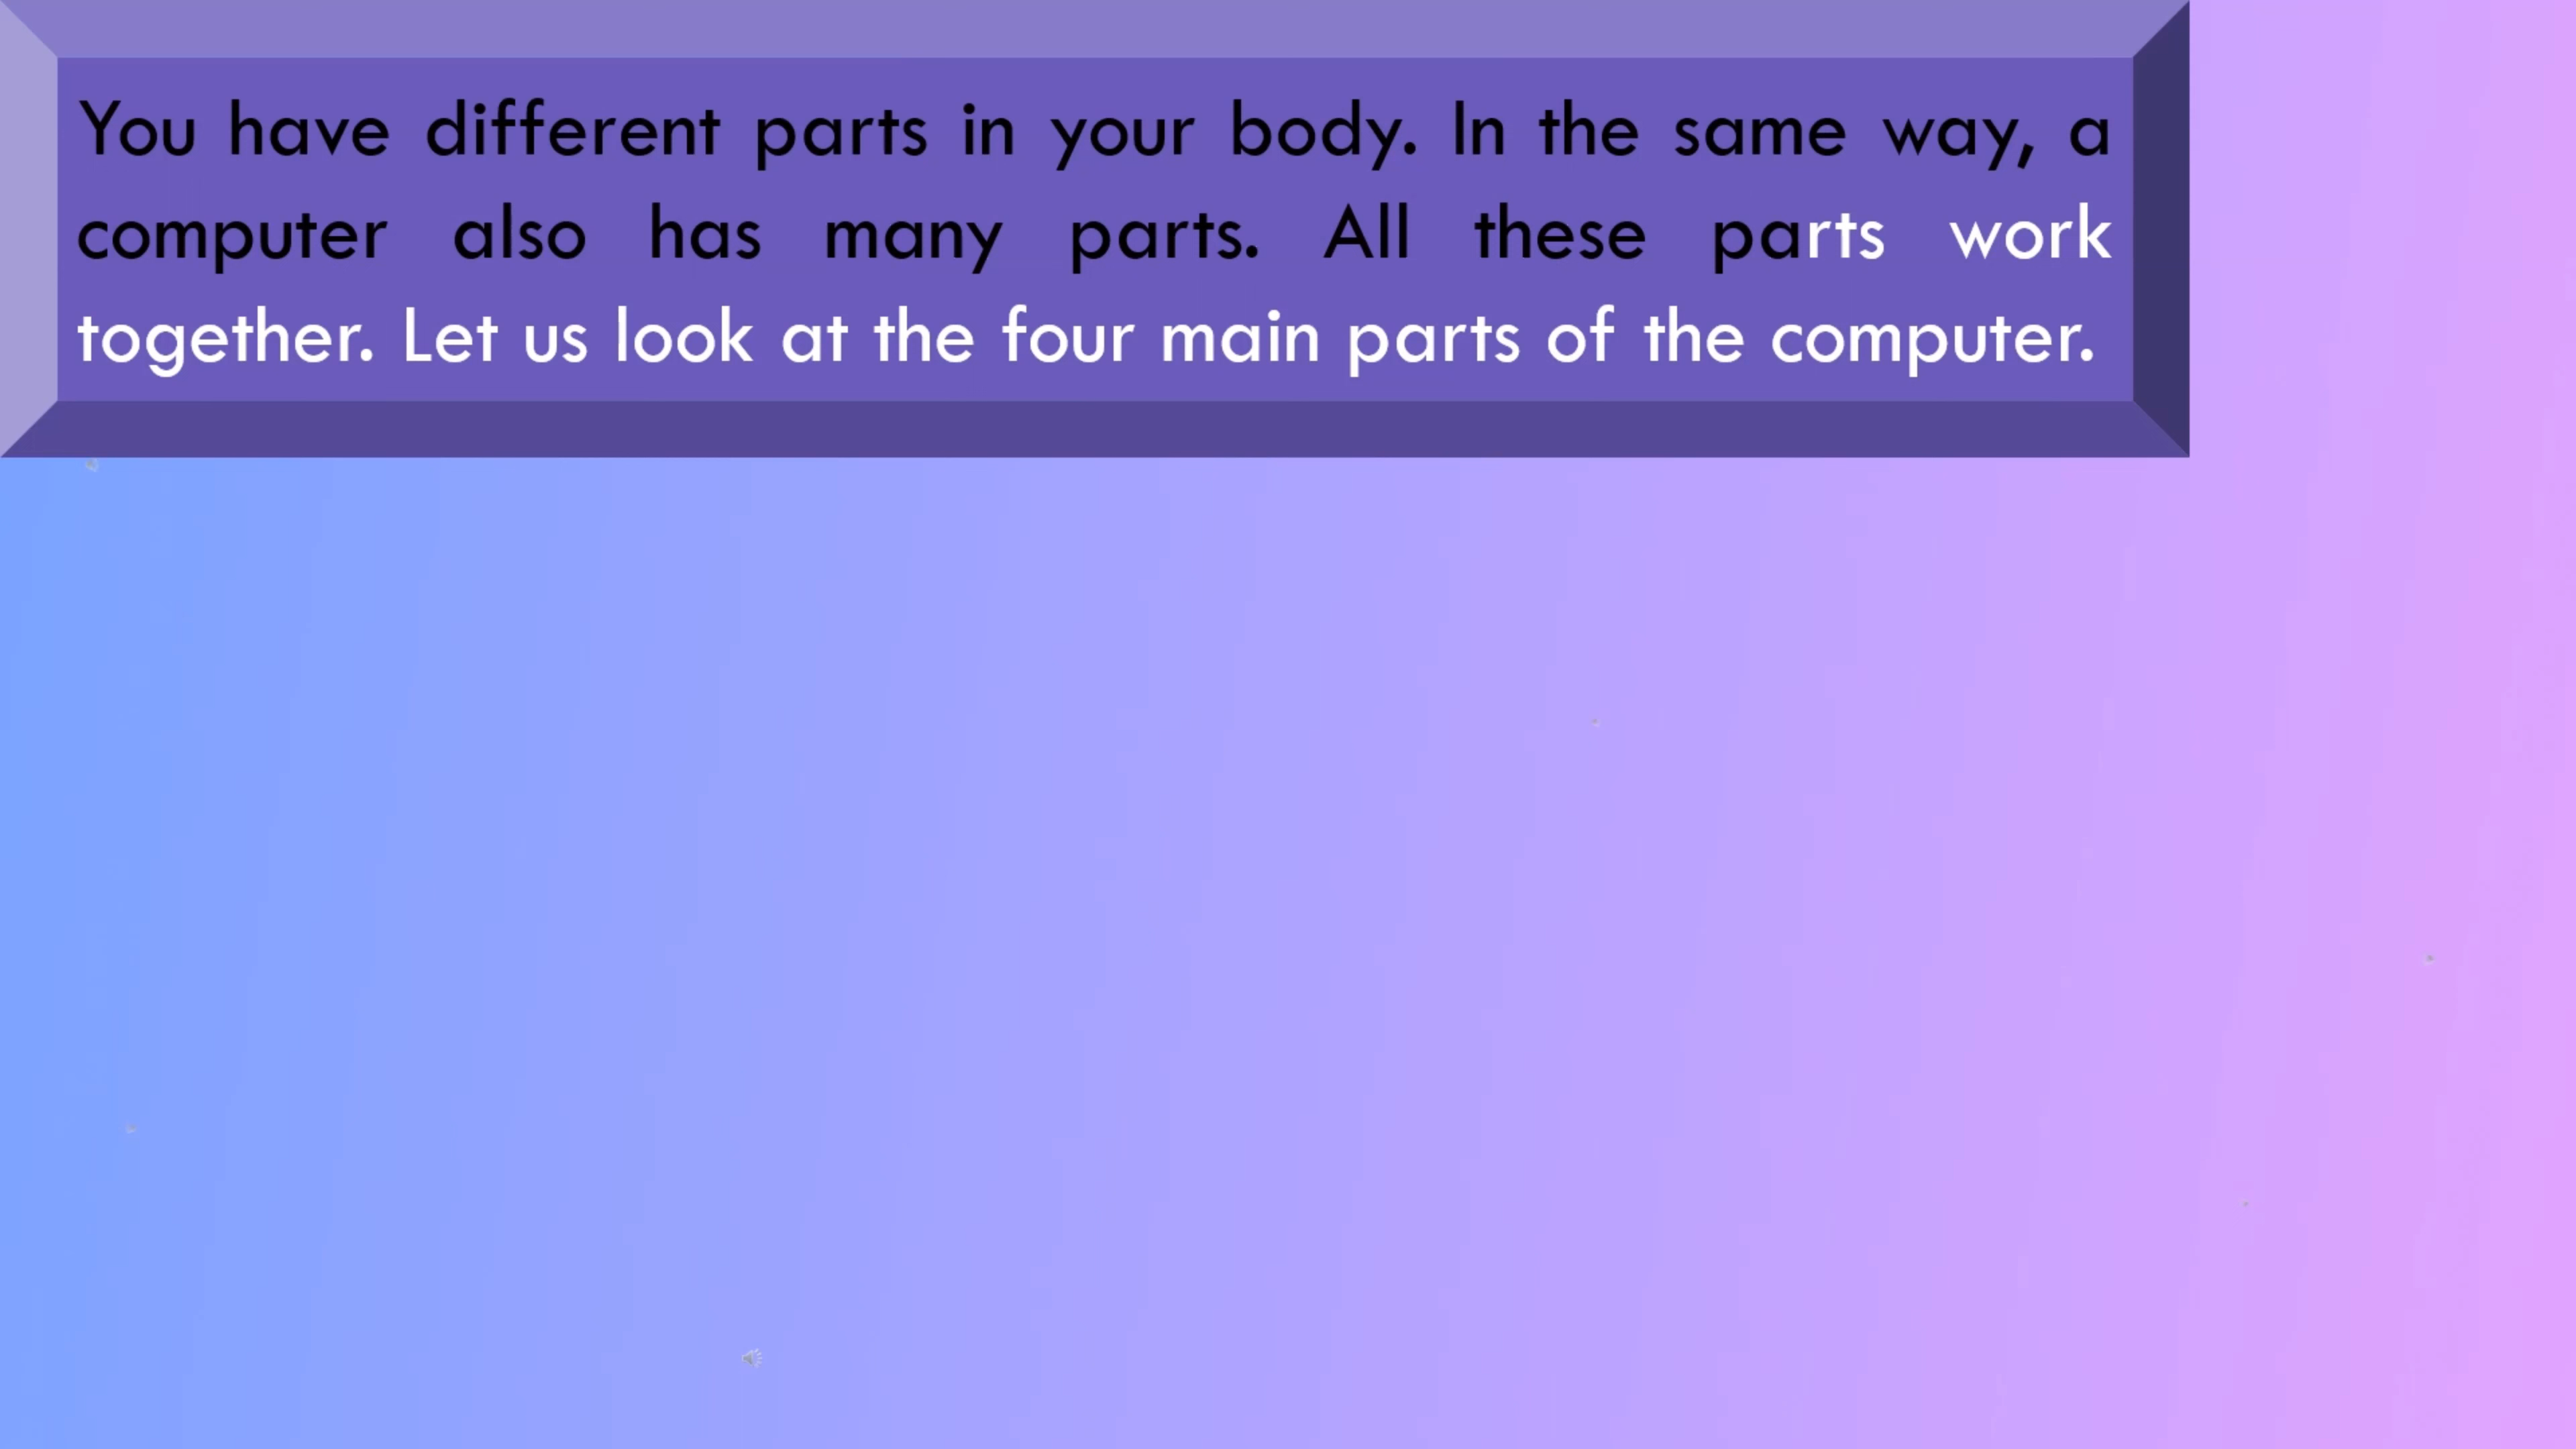 You have different parts in your body. In the same way, a
computer also has many parts. All these parts work
together. Let us look at the four main parts of the computer.